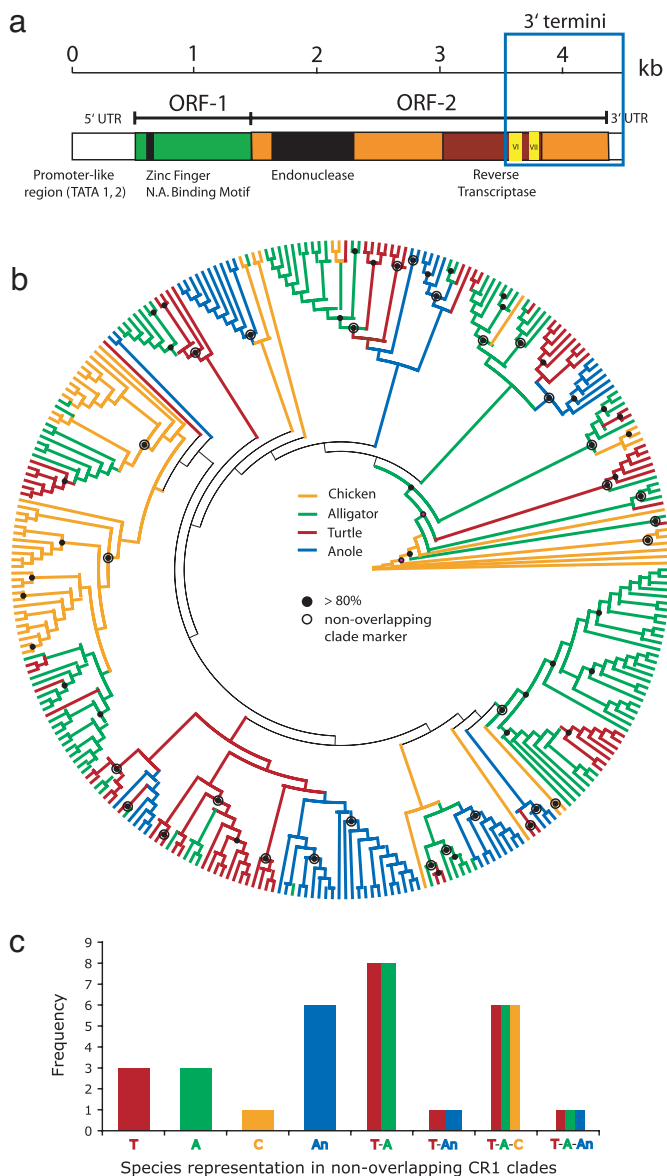 a
3' termini
0 1 2 3 4
kb
ORF-1 ORF-2
5' UTR 3' UTR
VI VII
Promoter-like
region (TATA 1, 2)
Zinc Finger
N.A. Binding Motif
Endonuclease
Reverse
Transcriptase
b
Chicken
Alligator
Turtle
Anole
> 80%
non-overlapping
clade marker
c
9
8
7
6
5
4
3
2
1
0
Frequency
T A C An T-A T-An T-A-C T-A-An
Species representation in non-overlapping CR1 clades